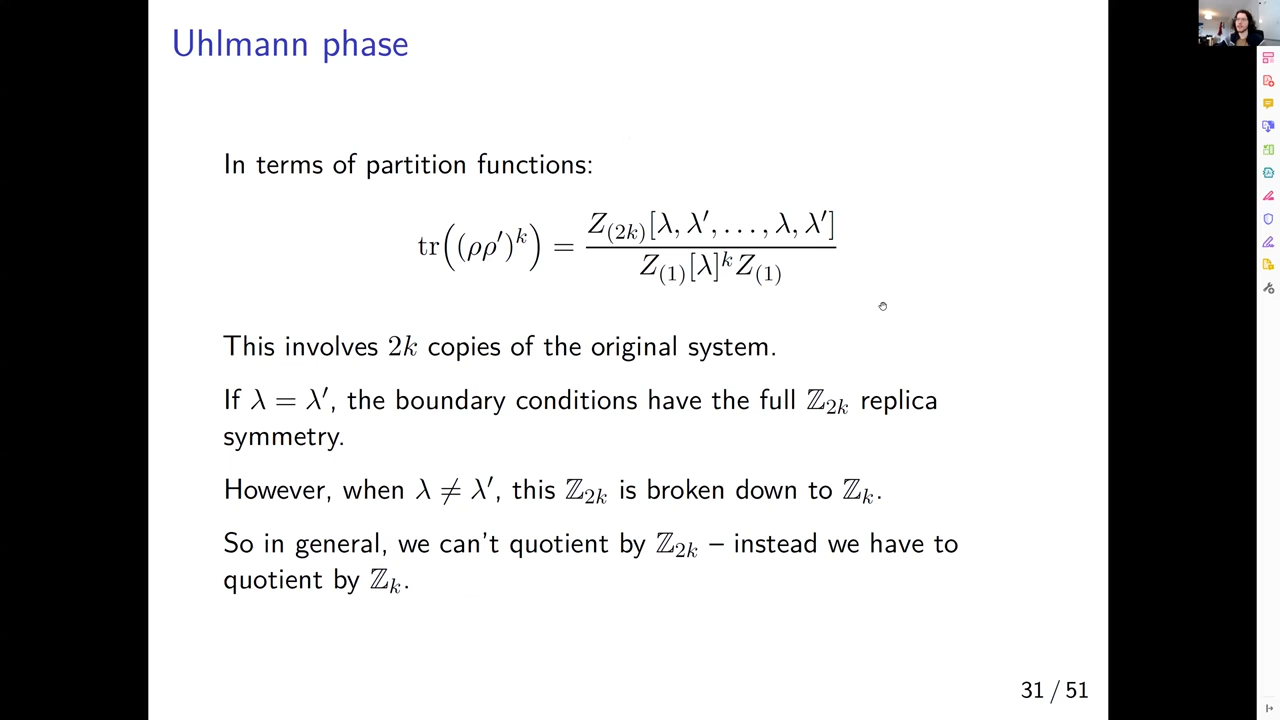 Uhlmann phase
In terms of partition functions:
tr((ρρ′)^k) = Z_(2k)[λ, λ′, . . . , λ, λ′] / Z_(1)[λ]^k Z_(1)
This involves 2k copies of the original system.
If λ = λ′, the boundary conditions have the full ℤ_2k replica
symmetry.
However, when λ ≠ λ′, this ℤ_2k is broken down to ℤ_k.
So in general, we can't quotient by ℤ_2k – instead we have to
quotient by ℤ_k.
31 / 51